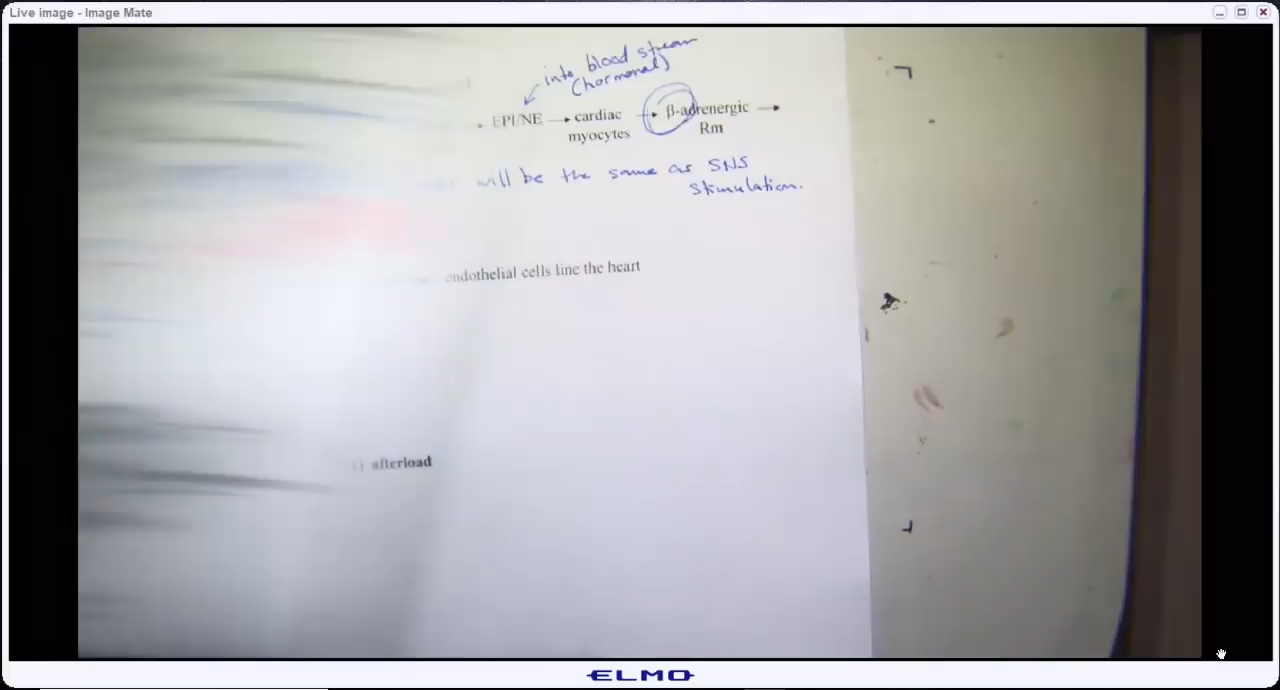 Live image - Image Mate
into blood stream
(hormonal)
EPI/NE → cardiac → β-adrenergic →
myocytes Rm
will be the same as SNS
stimulation.
endothelial cells line the heart
afterload
ELMO